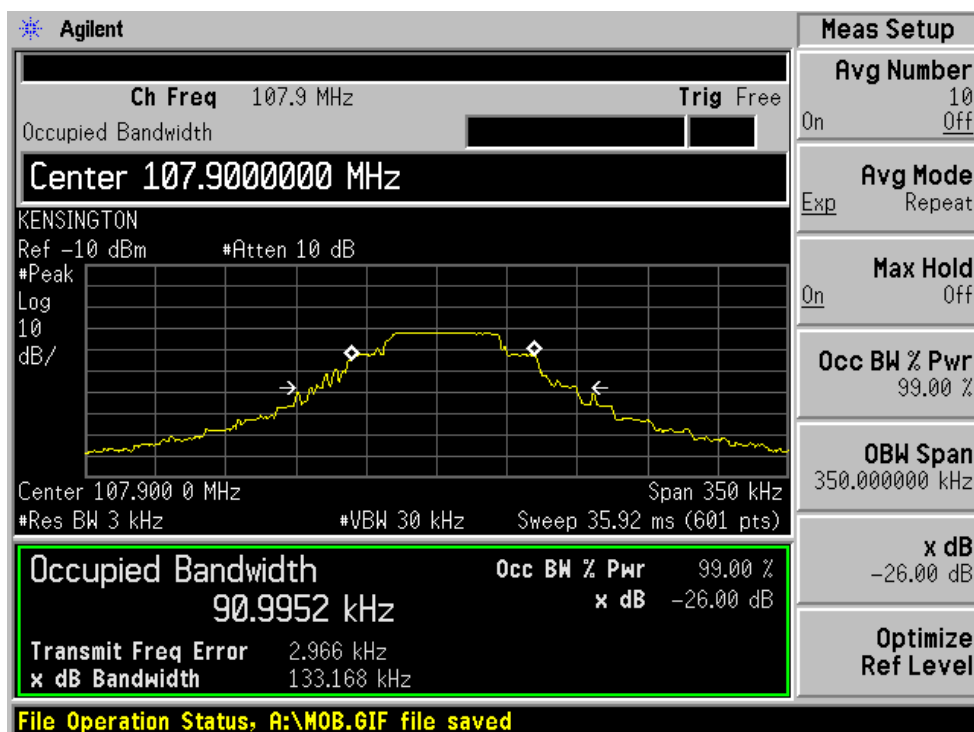 Agilent
Ch Freq 107.9 MHz Trig Free
Occupied Bandwidth
Center 107.9000000 MHz
KENSINGTON
Ref -10 dBm #Atten 10 dB
#Peak
Log
10
dB/
Center 107.900 0 MHz Span 350 kHz
#Res BW 3 kHz #VBW 30 kHz Sweep 35.92 ms (601 pts)
Occupied Bandwidth Occ BW % Pwr 99.00 %
90.9952 kHz x dB -26.00 dB
Transmit Freq Error 2.966 kHz
x dB Bandwidth 133.168 kHz
File Operation Status, A:\MOB.GIF file saved
Meas Setup
Avg Number
10
On Off
Avg Mode
Exp Repeat
Max Hold
On Off
Occ BW % Pwr
99.00 %
OBW Span
350.000000 kHz
x dB
-26.00 dB
Optimize
Ref Level